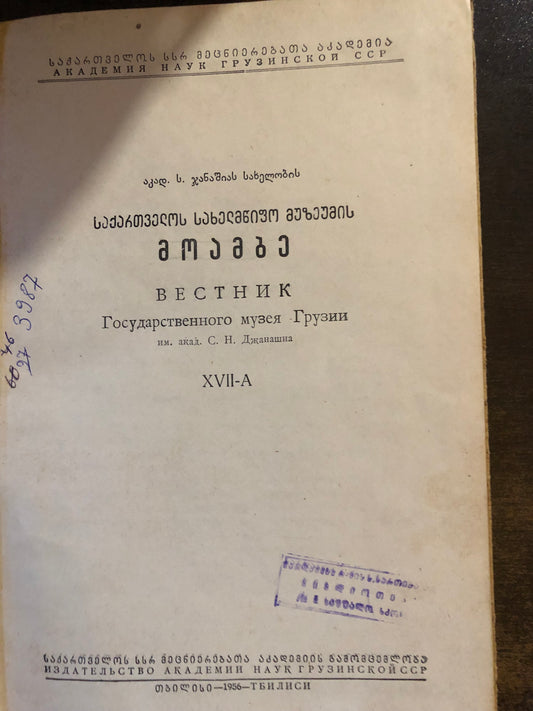 საქართველოს სსრ მეცნიერებათა აკადემია
АКАДЕМИЯ НАУК ГРУЗИНСКОЙ ССР
აკად. ს. ჯანაშიას სახელობის
საქართველოს სახელმწიფო მუზეუმის
მოამბე
ВЕСТНИК
Государственного музея Грузии
им. акад. С. Н. Джанашиа
XVII-A
3987
საქართველოს სსრ მეცნიერებათა აკადემიის გამომცემლობა
ИЗДАТЕЛЬСТВО АКАДЕМИИ НАУК ГРУЗИНСКОЙ ССР
თბილისი—1956—ТБИЛИСИ